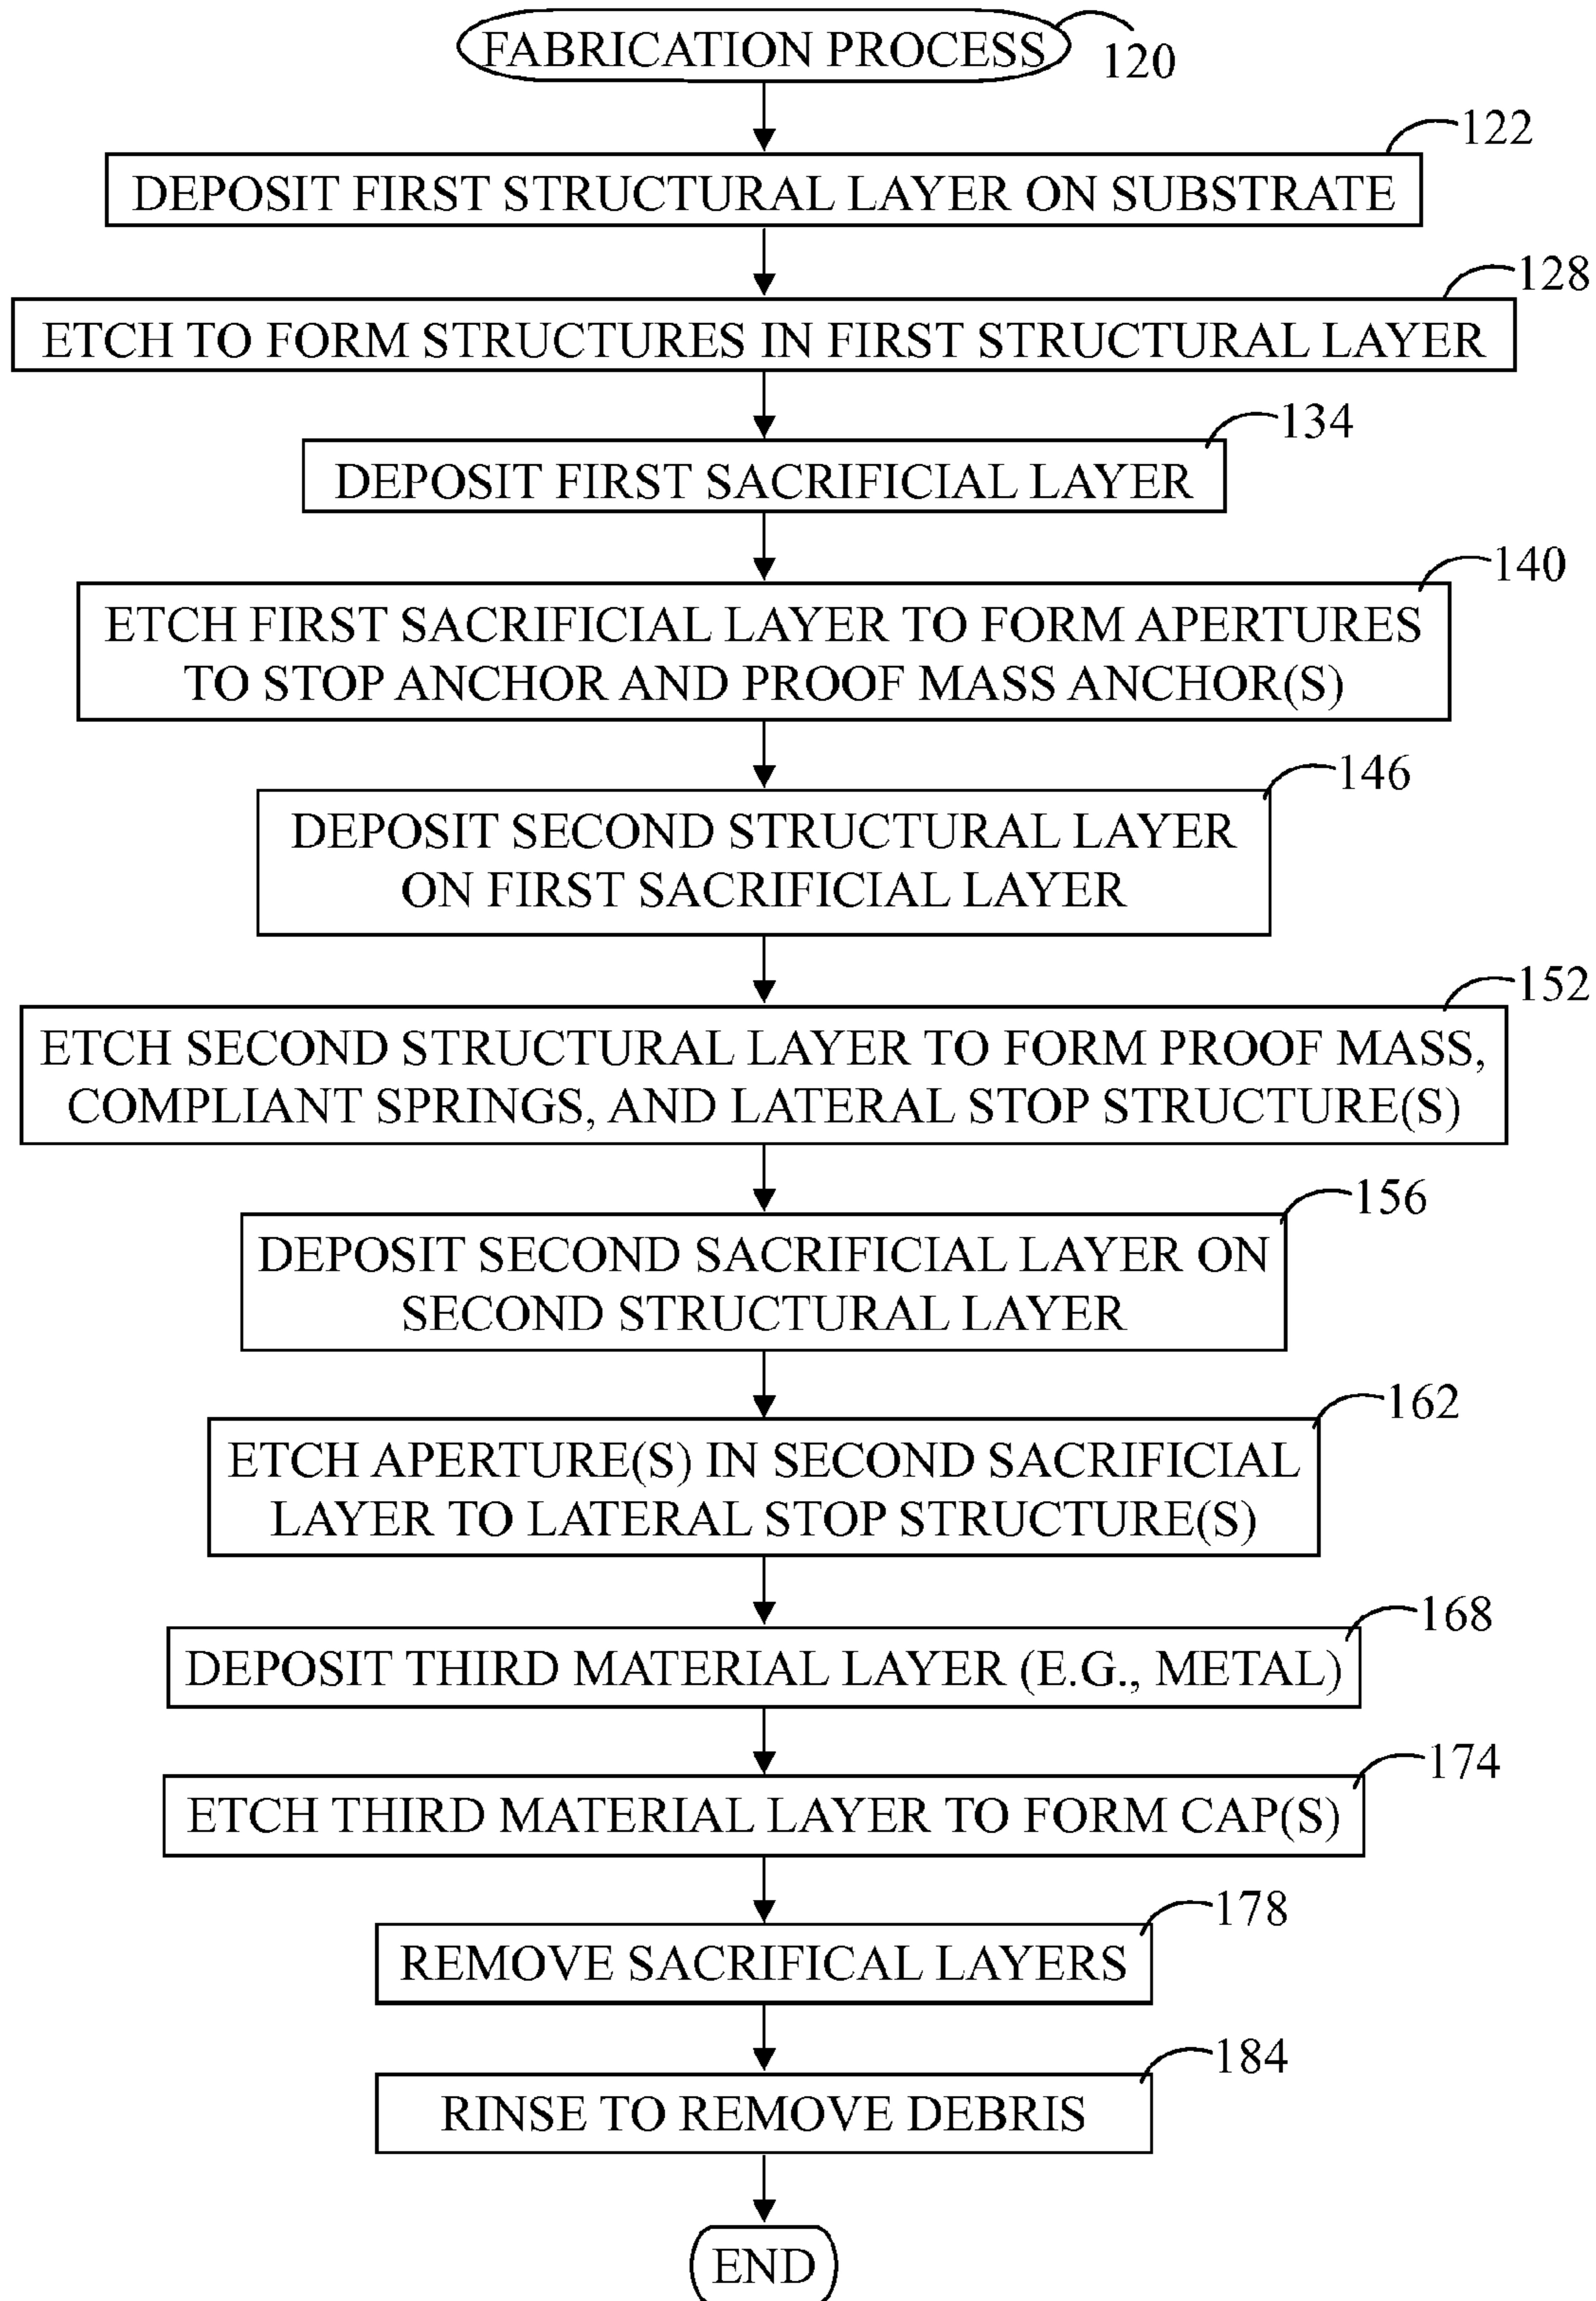 FABRICATION PROCESS
120
122
DEPOSIT FIRST STRUCTURAL LAYER ON SUBSTRATE
128
ETCH TO FORM STRUCTURES IN FIRST STRUCTURAL LAYER
134
DEPOSIT FIRST SACRIFICIAL LAYER
140
ETCH FIRST SACRIFICIAL LAYER TO FORM APERTURES
TO STOP ANCHOR AND PROOF MASS ANCHOR(S)
146
DEPOSIT SECOND STRUCTURAL LAYER
ON FIRST SACRIFICIAL LAYER
152
ETCH SECOND STRUCTURAL LAYER TO FORM PROOF MASS,
COMPLIANT SPRINGS, AND LATERAL STOP STRUCTURE(S)
156
DEPOSIT SECOND SACRIFICIAL LAYER ON
SECOND STRUCTURAL LAYER
162
ETCH APERTURE(S) IN SECOND SACRIFICIAL
LAYER TO LATERAL STOP STRUCTURE(S)
168
DEPOSIT THIRD MATERIAL LAYER (E.G., METAL)
174
ETCH THIRD MATERIAL LAYER TO FORM CAP(S)
178
REMOVE SACRIFICAL LAYERS
184
RINSE TO REMOVE DEBRIS
END